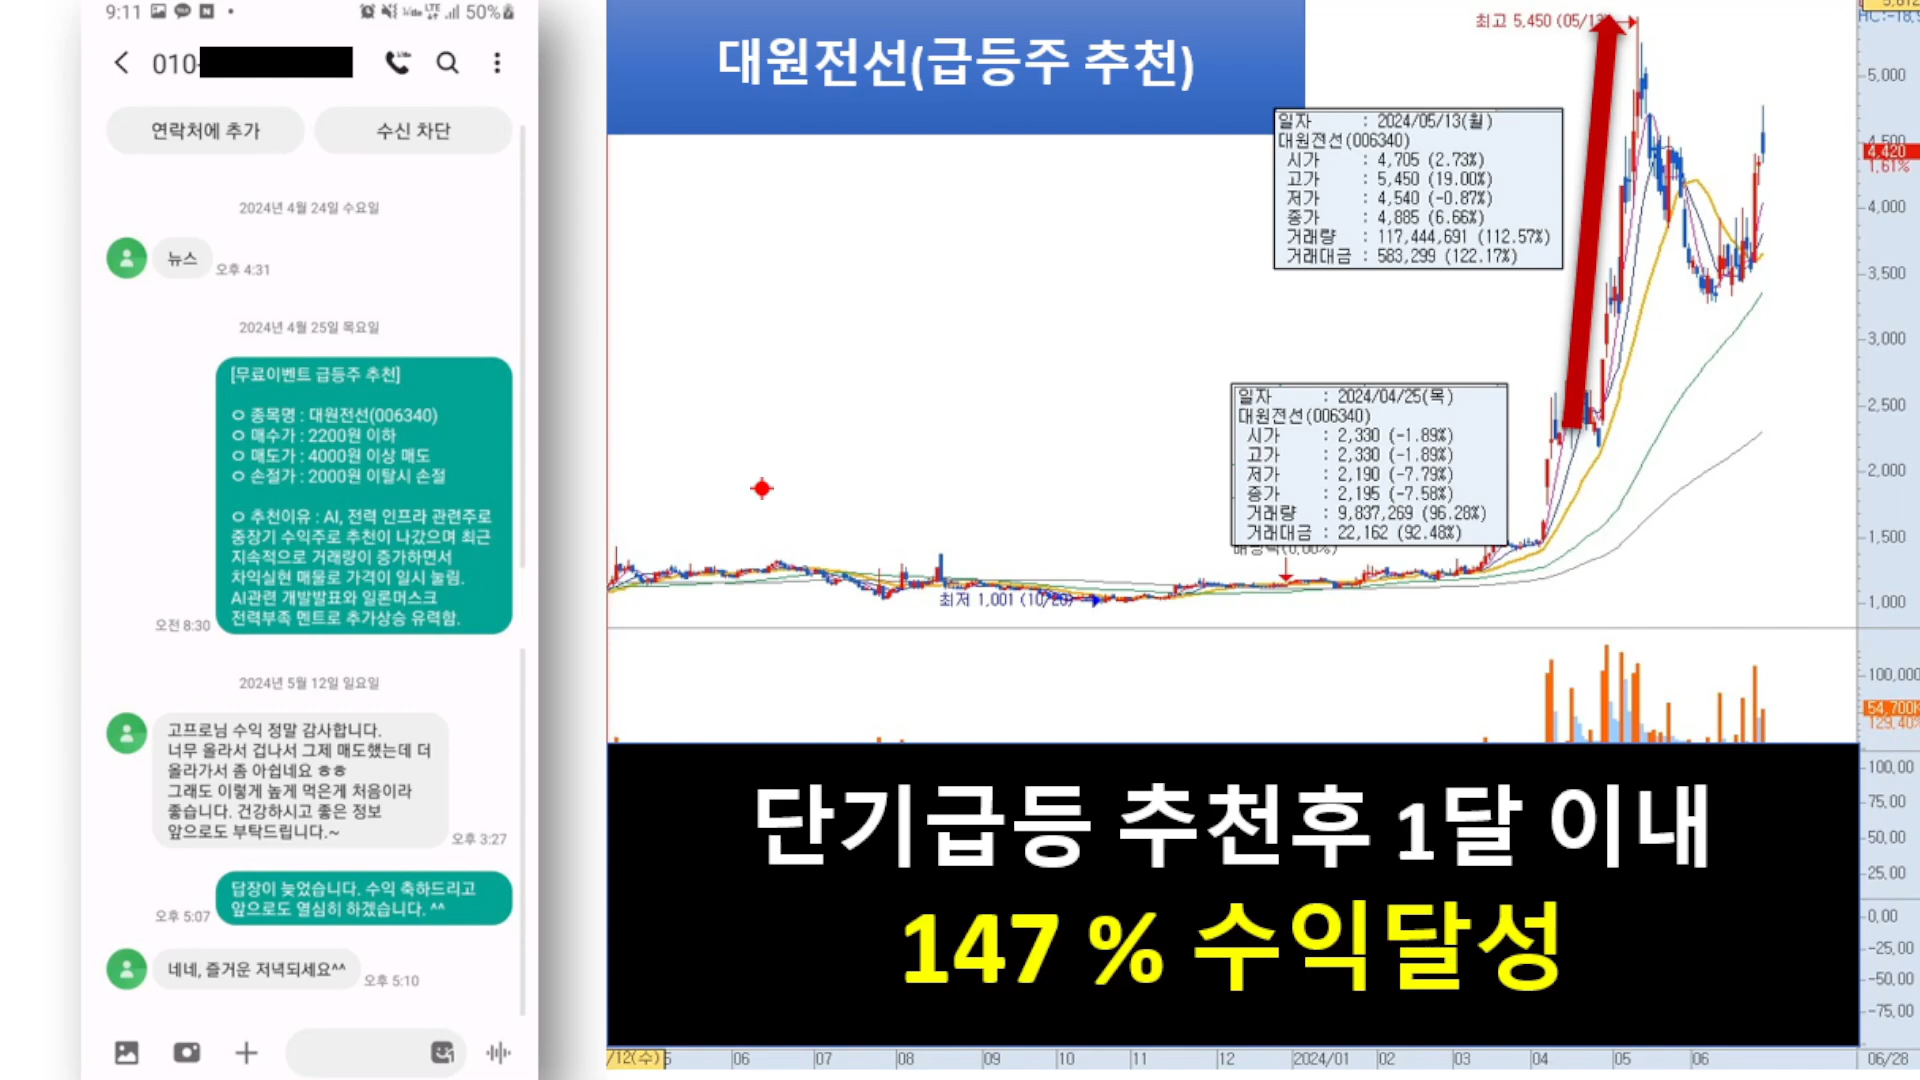 9:11
50%
010-
연락처에 추가
수신 차단
2024년 4월 24일 수요일
뉴스
오후 4:31
2024년 4월 25일 목요일
[무료이벤트 급등주 추천]
ㅇ 종목명 : 대원전선(006340)
ㅇ 매수가 : 2200원 이하
ㅇ 매도가 : 4000원 이상 매도
ㅇ 손절가 : 2000원 이탈시 손절
ㅇ 추천이유 : AI, 전력 인프라 관련주로
중장기 수익주로 추천이 나갔으며 최근
지속적으로 거래량이 증가하면서
차익실현 매물로 가격이 일시 눌림.
AI관련 개발발표와 일론머스크
전력부족 멘트로 추가상승 유력함.
오전 8:30
2024년 5월 12일 일요일
고프로님 수익 정말 감사합니다.
너무 올라서 겁나서 그제 매도했는데 더
올라가서 좀 아쉽네요 ㅎㅎ
그래도 이렇게 높게 먹은게 처음이라
좋습니다. 건강하시고 좋은 정보
앞으로도 부탁드립니다.~
오후 3:27
답장이 늦었습니다. 수익 축하드리고
앞으로도 열심히 하겠습니다. ^^
오후 5:07
네네, 즐거운 저녁되세요^^
오후 5:10
대원전선(급등주 추천)
최고 5,450 (05/13)
일자 : 2024/05/13(월)
대원전선(006340)
시가 : 4,705 (2.73%)
고가 : 5,450 (19.00%)
저가 : 4,540 (-0.87%)
종가 : 4,885 (6.66%)
거래량 : 117,444,691 (112.57%)
거래대금 : 583,299 (122.17%)
일자 : 2024/04/25(목)
대원전선(006340)
시가 : 2,330 (-1.89%)
고가 : 2,330 (-1.89%)
저가 : 2,190 (-7.79%)
종가 : 2,195 (-7.58%)
거래량 : 9,837,269 (96.28%)
거래대금 : 22,162 (92.48%)
최저 1,001 (10/20)
5,000
4,500
4,420
1,61%
4,000
3,500
3,000
2,500
2,000
1,500
1,000
100,000
54,700K
129.40%
100,00
75,00
50,00
25,00
0,00
-25,00
-50,00
-75,00
단기급등 추천후 1달 이내
147 % 수익달성
/12(수) 5 06 07 08 09 10 11 12 2024/01 02 03 04 05 06 06/28